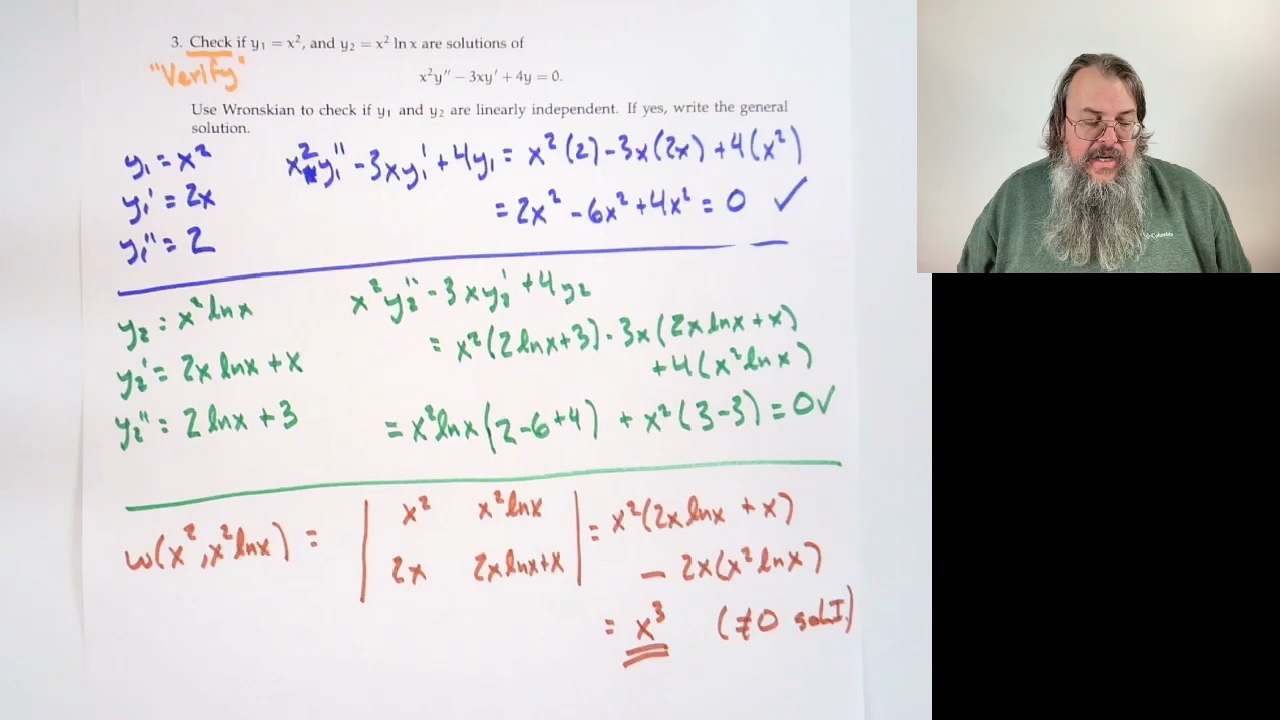 3. Check if y₁ = x², and y₂ = x² ln x are solutions of
"Verify"
x²y″ − 3xy′ + 4y = 0.
Use Wronskian to check if y₁ and y₂ are linearly independent. If yes, write the general
solution.
y₁ = x²
x²y₁″ - 3xy₁′ + 4y₁ = x²(2) - 3x(2x) + 4(x²)
y₁′ = 2x
= 2x² - 6x² + 4x² = 0 ✓
y₁″ = 2
y₂ = x² ln x
x²y₂″ - 3xy₂′ + 4y₂
= x²(2 ln x + 3) - 3x(2x ln x + x)
+ 4(x² ln x)
y₂′ = 2x ln x + x
y₂″ = 2 ln x + 3
= x² ln x (2 - 6 + 4) + x²(3 - 3) = 0 ✓
W(x², x² ln x) = | x² x² ln x | = x²(2x ln x + x)
| 2x 2x ln x + x | - 2x(x² ln x)
= x³ (≠0 so L.I.)
Columbia